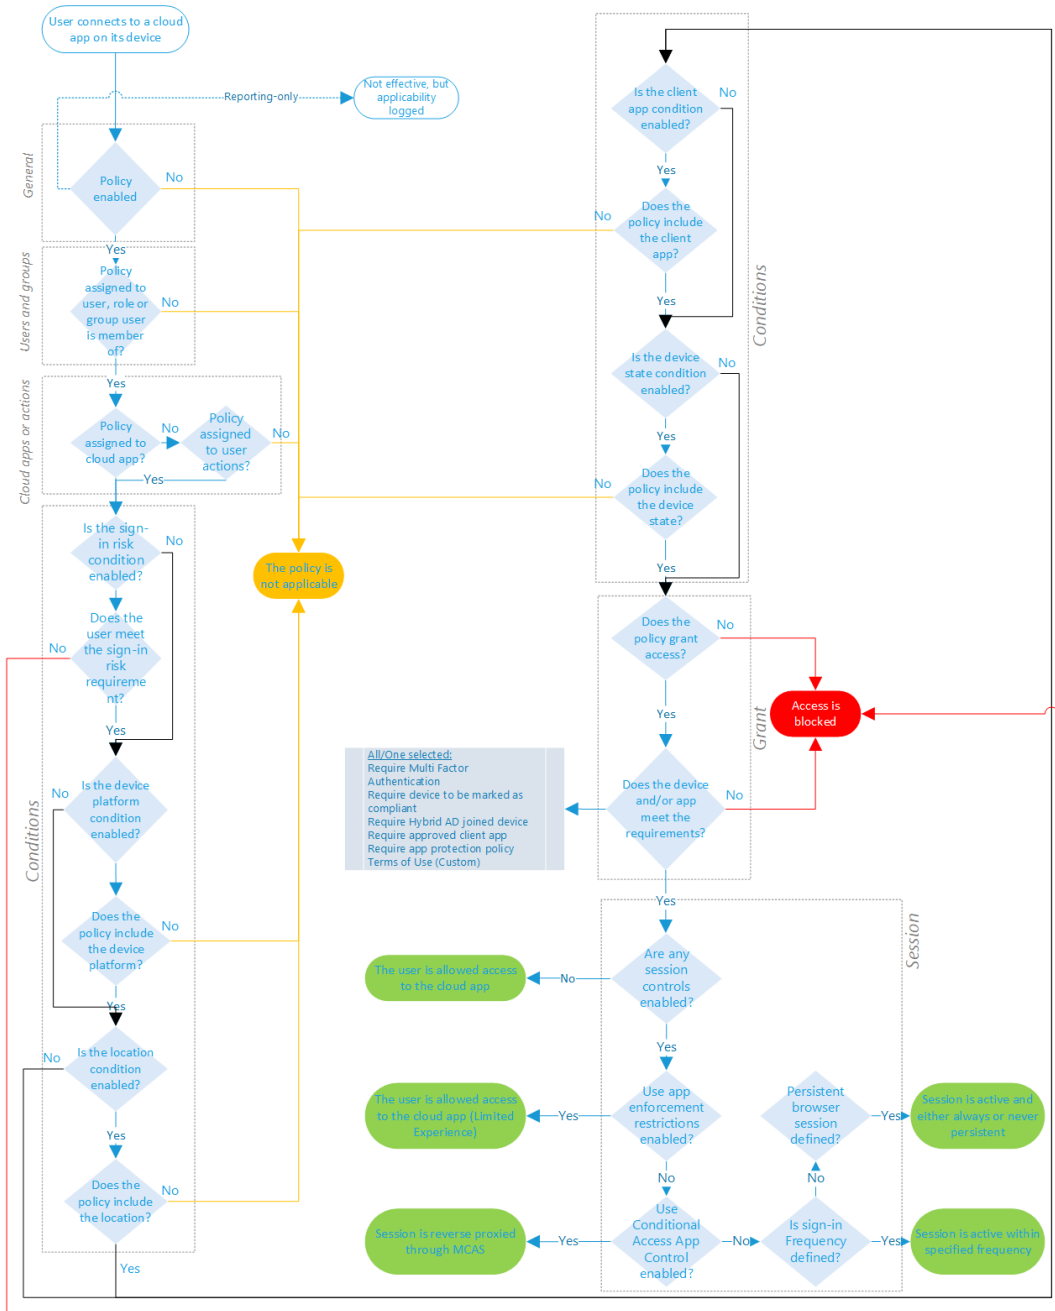 User connects to a cloud
app on its device
Reporting-only
Not effective, but
applicability
logged
General
Policy
enabled
No
Yes
Users and groups
Policy
assigned to
user, role or
group user
is member
of?
No
Yes
Cloud apps or actions
Policy
assigned to
cloud app?
No
Policy
assigned
to user
actions?
No
Yes
Conditions
Is the sign-
in risk
condition
enabled?
No
Does the
user meet
the sign-in
risk
requireme
nt?
No
Yes
Is the device
platform
condition
enabled?
No
Does the
policy include
the device
platform?
No
Yes
Is the location
condition
enabled?
No
Yes
Does the
policy include
the location?
No
Yes
The policy is
not applicable
Conditions
Is the client
app condition
enabled?
No
Yes
Does the
policy include
the client
app?
No
Yes
Is the device
state condition
enabled?
No
Yes
Does the
policy include
the device
state?
No
Yes
Grant
Does the
policy grant
access?
No
Yes
Access is
blocked
Does the device
and/or app
meet the
requirements?
No
Yes
All/One selected:
Require Multi Factor
Authentication
Require device to be marked as
compliant
Require Hybrid AD joined device
Require approved client app
Require app protection policy
Terms of Use (Custom)
Session
Are any
session
controls
enabled?
No
The user is allowed access
to the cloud app
Yes
Use app
enforcement
restrictions
enabled?
Yes
The user is allowed access
to the cloud app (Limited
Experience)
No
Use
Conditional
Access App
Control
enabled?
Yes
Session is reverse proxied
through MCAS
No
Is sign-in
Frequency
defined?
Yes
Session is active within
specified frequency
No
Persistent
browser
session
defined?
Yes
Session is active and
either always or never
persistent